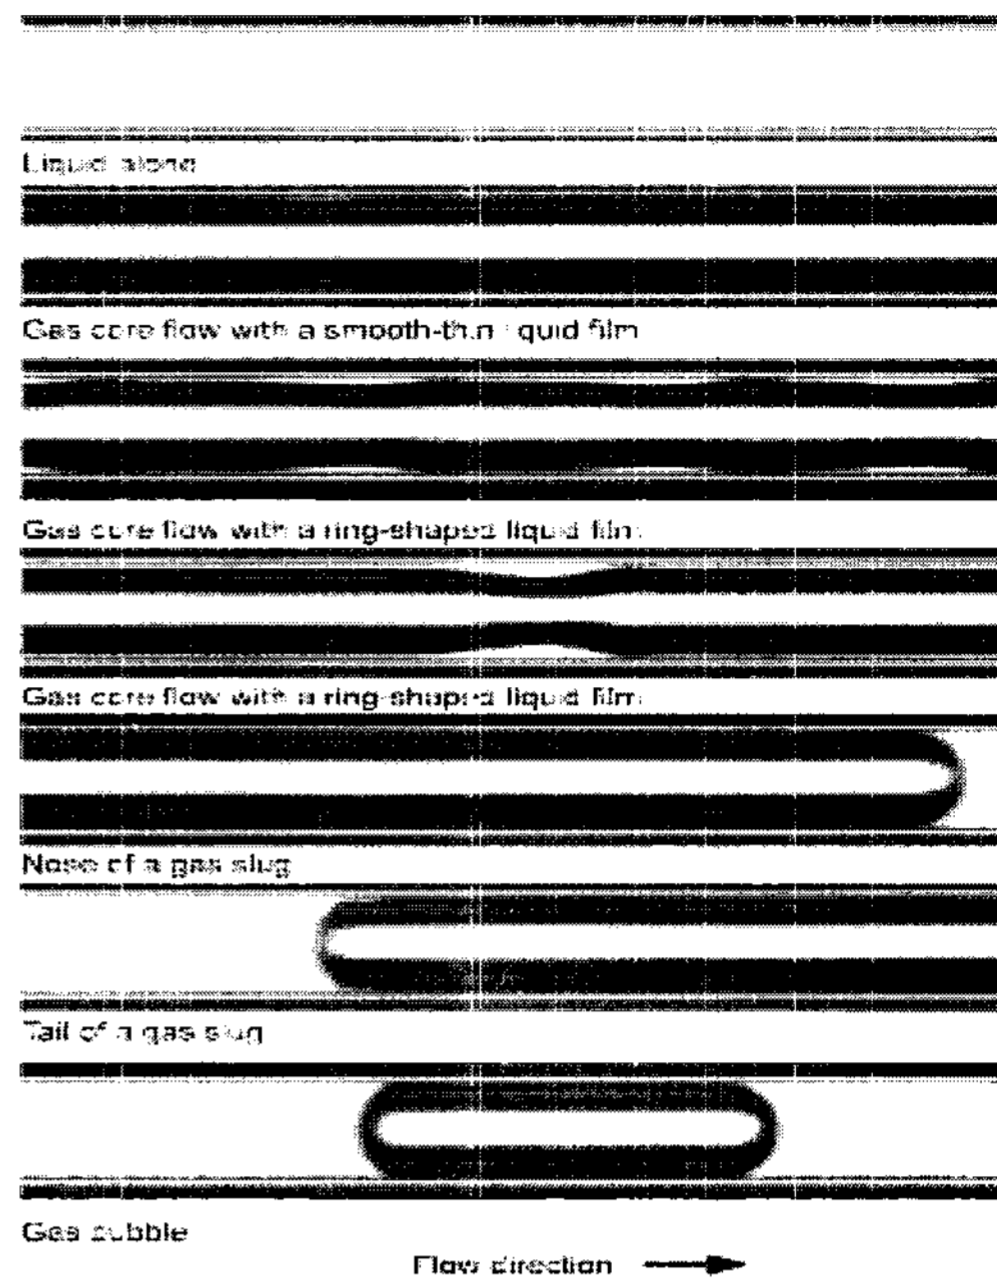 Liquid alone
Gas core flow with a smooth-thin liquid film
Gas core flow with a ring-shaped liquid film
Gas core flow with a ring-shaped liquid film
Nose of a gas slug
Tail of a gas slug
Gas bubble
Flow direction